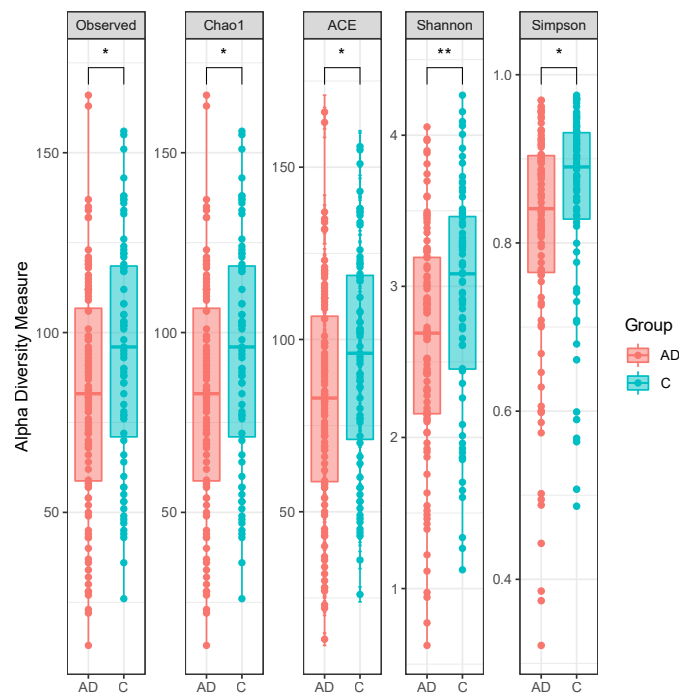 Observed
Chao1
ACE
Shannon
Simpson
*
*
*
**
*
Alpha Diversity Measure
150
100
50
150
100
50
150
100
50
4
3
2
1
1.0
0.8
0.6
0.4
AD C
AD C
AD C
AD C
AD C
Group
AD
C